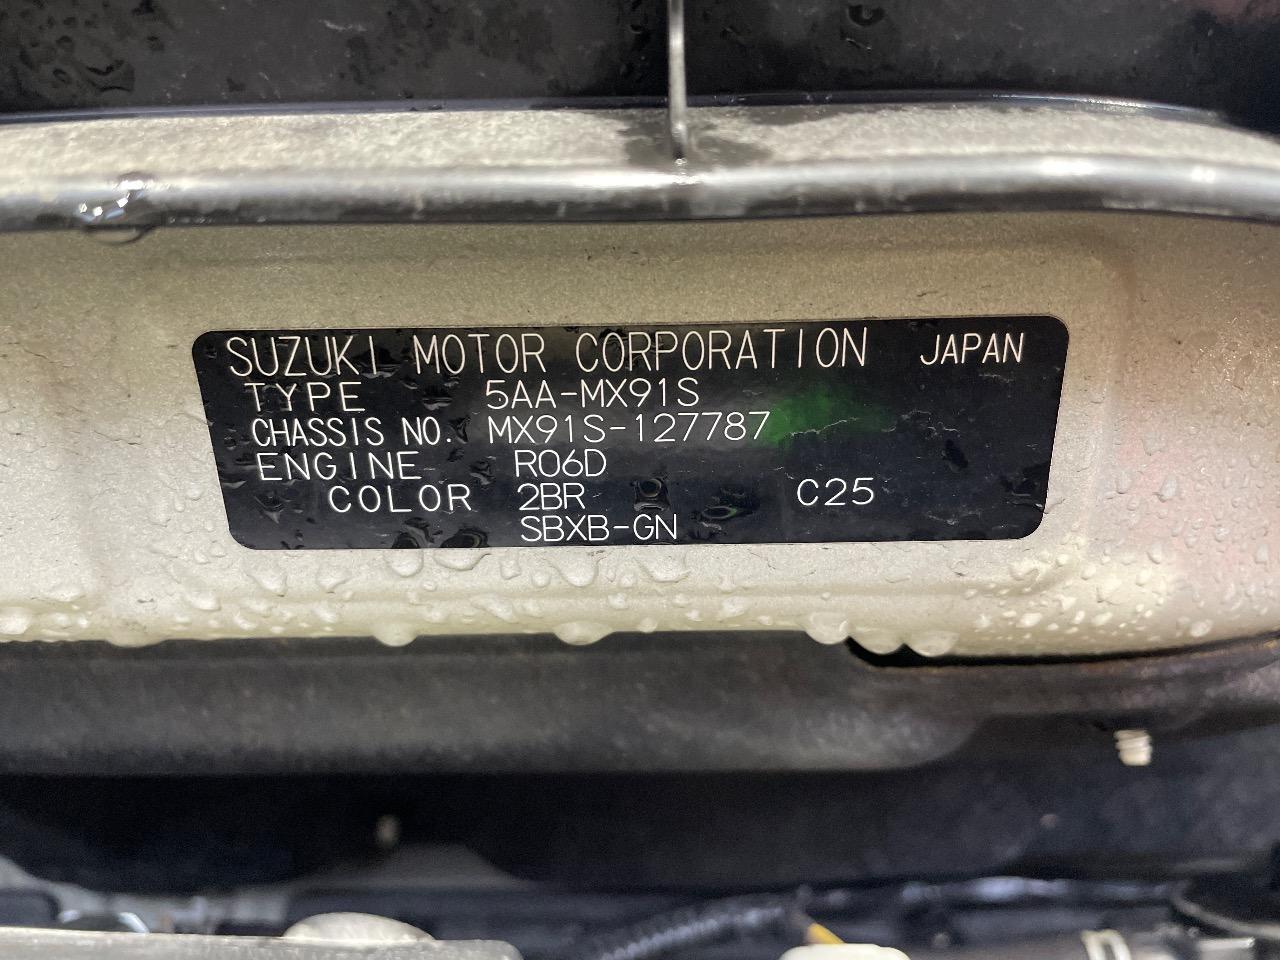 SUZUKI MOTOR CORPORATION JAPAN
TYPE 5AA-MX91S
CHASSIS NO. MX91S-127787
ENGINE R06D
COLOR 2BR C25
SBXB-GN